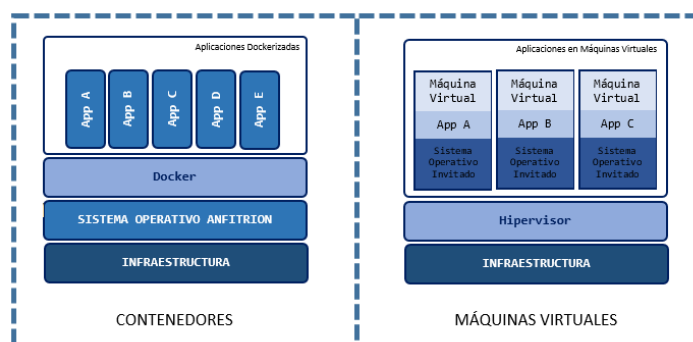 Aplicaciones Dockerizadas
App A
App B
App C
App D
App E
Docker
SISTEMA OPERATIVO ANFITRION
INFRAESTRUCTURA
CONTENEDORES
Aplicaciones en Máquinas Virtuales
Máquina
Virtual
App A
Sistema
Operativo
Invitado
Máquina
Virtual
App B
Sistema
Operativo
Invitado
Máquina
Virtual
App C
Sistema
Operativo
Invitado
Hipervisor
INFRAESTRUCTURA
MÁQUINAS VIRTUALES